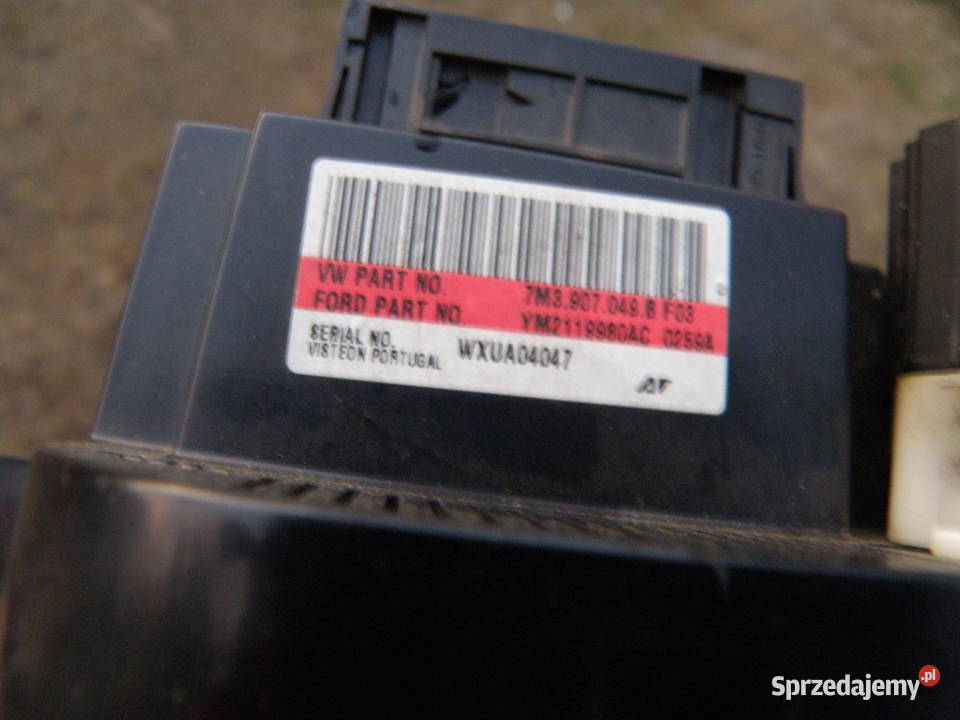 VW PART NO. 7M3.907.049.B F03
FORD PART NO. YM2119980AC 0259A
SERIAL NO. WXUA04047
VISTEON PORTUGAL
Sprzedajemy.pl